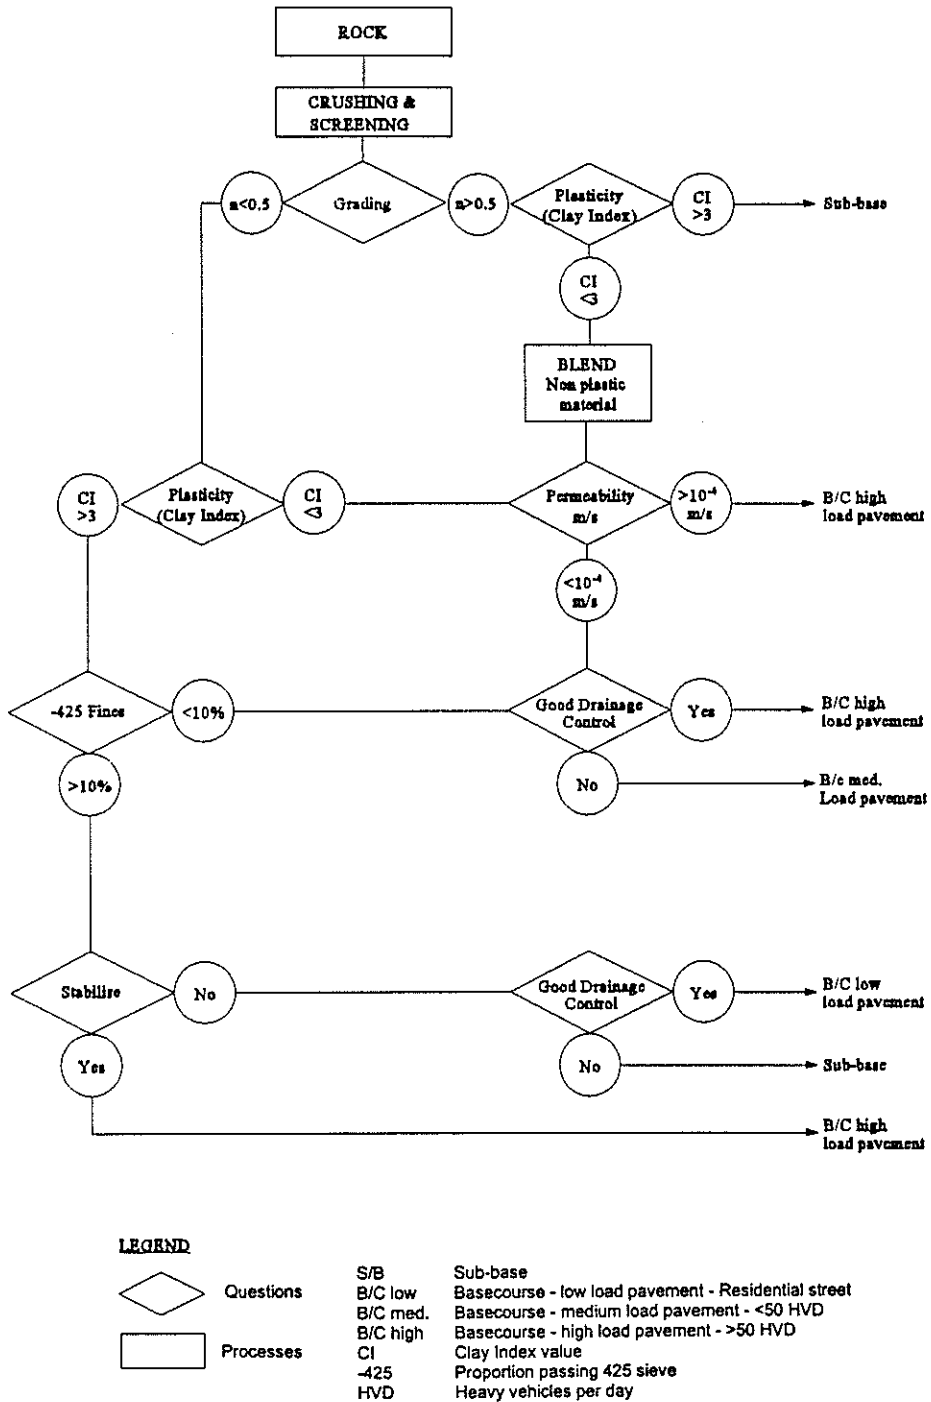 ROCK
CRUSHING &
SCREENING
n<0.5
Grading
n>0.5
Plasticity
(Clay Index)
CI
>3
Sub-base
CI
<3
BLEND
Non plastic
material
CI
>3
Plasticity
(Clay Index)
CI
<3
Permeability
m/s
>10⁻⁴
m/s
B/C high
load pavement
<10⁻⁴
m/s
-425 Fines
<10%
Good Drainage
Control
Yes
B/C high
load pavement
>10%
No
B/c med.
Load pavement
Stabilise
No
Good Drainage
Control
Yes
B/C low
load pavement
Yes
No
Sub-base
B/C high
load pavement
LEGEND
Questions
Processes
S/B Sub-base
B/C low Basecourse - low load pavement - Residential street
B/C med. Basecourse - medium load pavement - <50 HVD
B/C high Basecourse - high load pavement - >50 HVD
CI Clay Index value
-425 Proportion passing 425 sieve
HVD Heavy vehicles per day